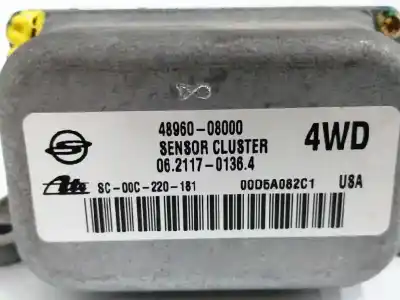 48960-08000
SENSOR CLUSTER
4WD
06.2117-0136.4
Ate
SC-00C-220-181
00D5A082C1
USA